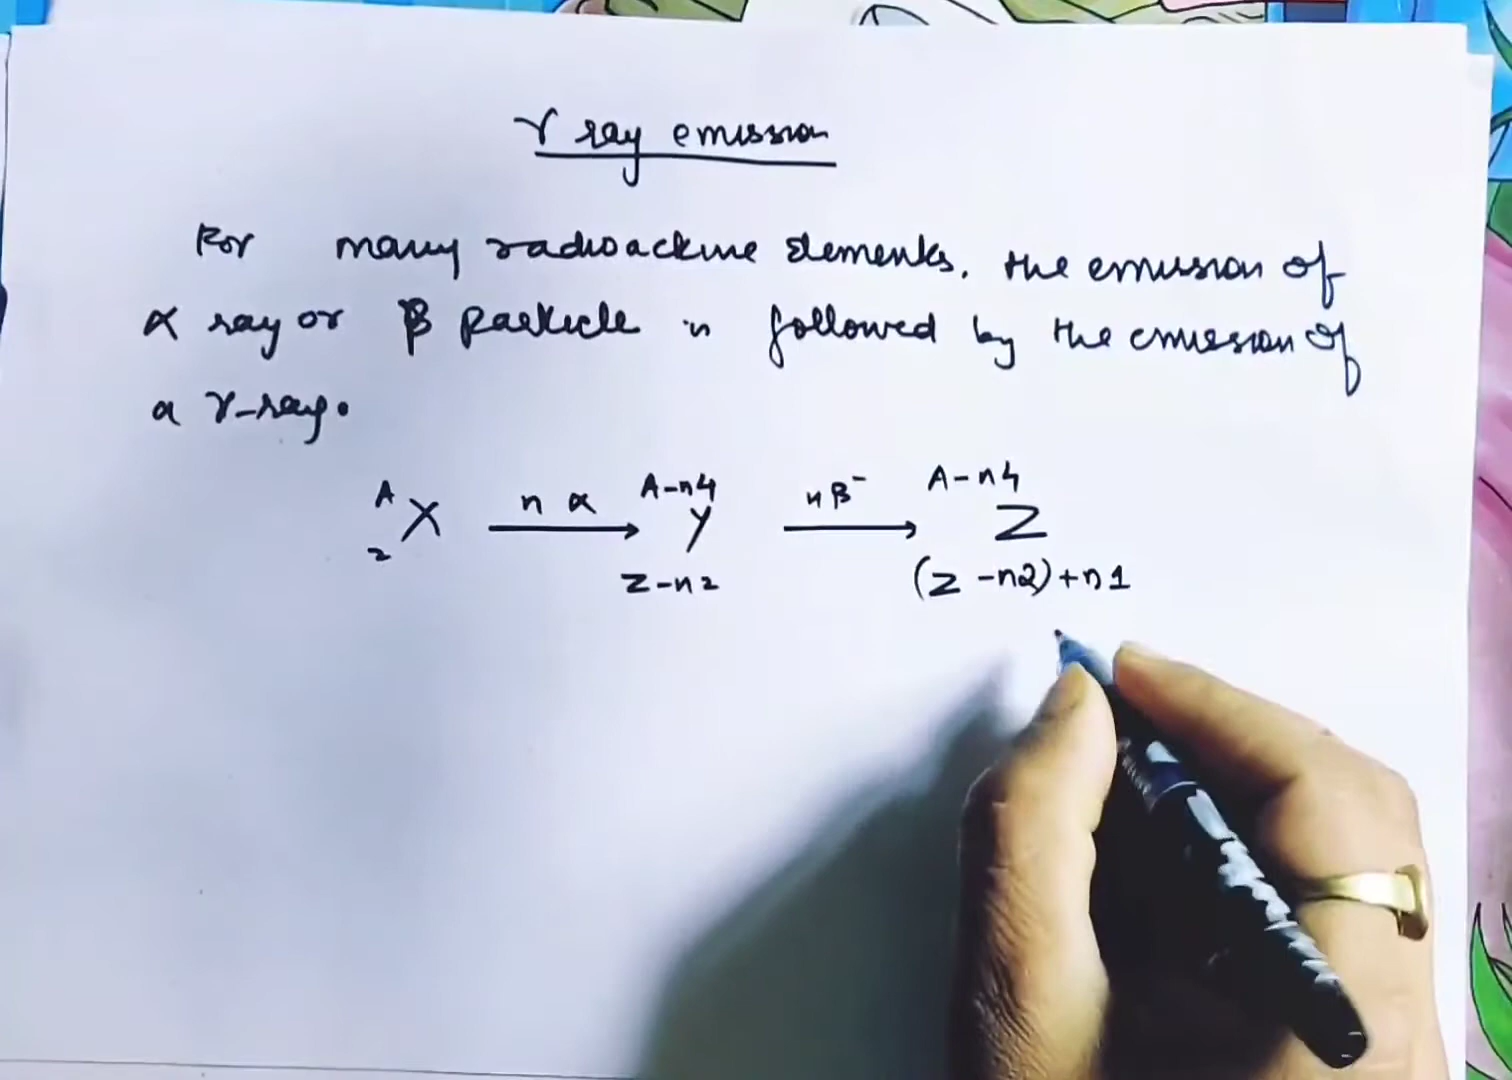 γ ray emission
For many radioactive elements, the emission of
α ray or β particle is followed by the emission of
a γ-ray.
A n α A-n4 nβ⁻ A-n4
X ⟶ Y ⟶ Z
z Z-n2 (Z-n2)+n1